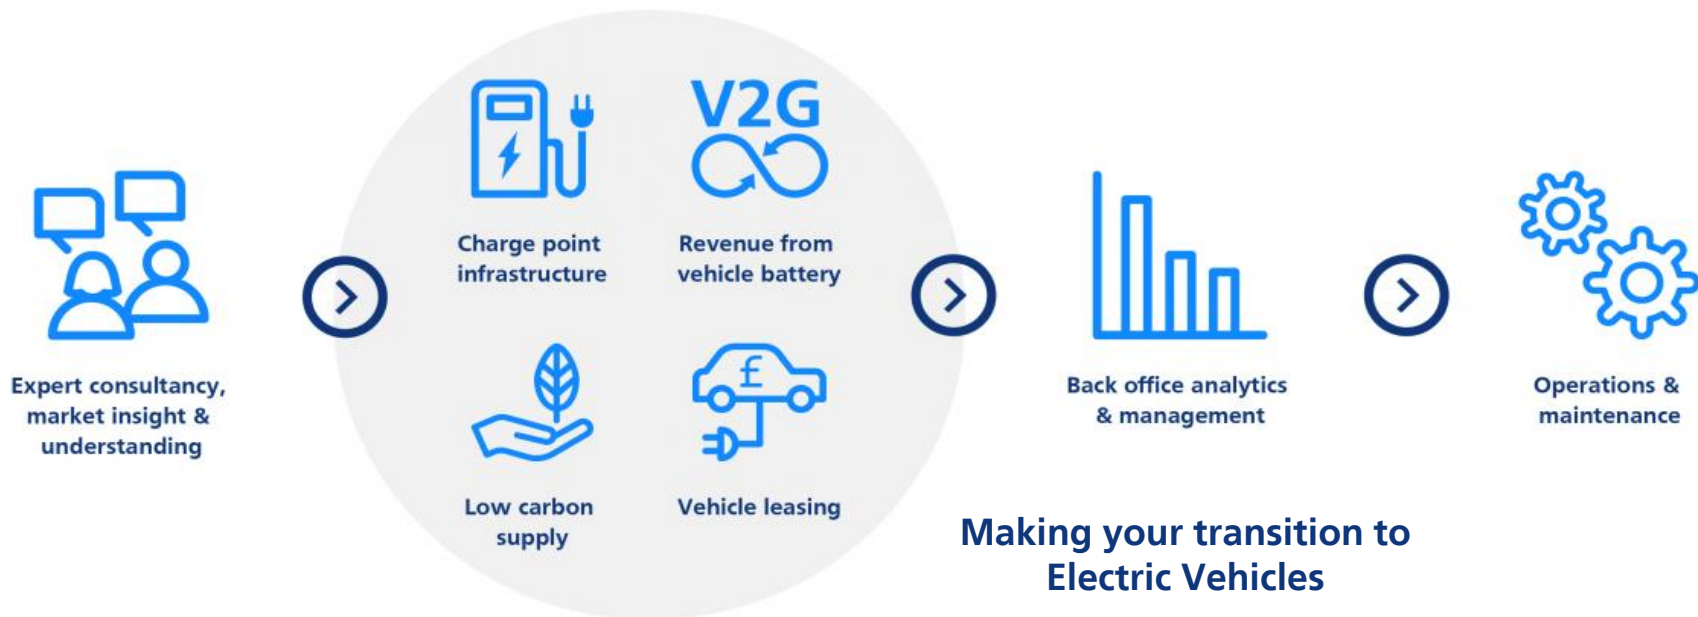 Expert consultancy,
market insight &
understanding
Charge point
infrastructure
V2G
Revenue from
vehicle battery
Low carbon
supply
£
Vehicle leasing
Back office analytics
& management
Operations &
maintenance
Making your transition to
Electric Vehicles